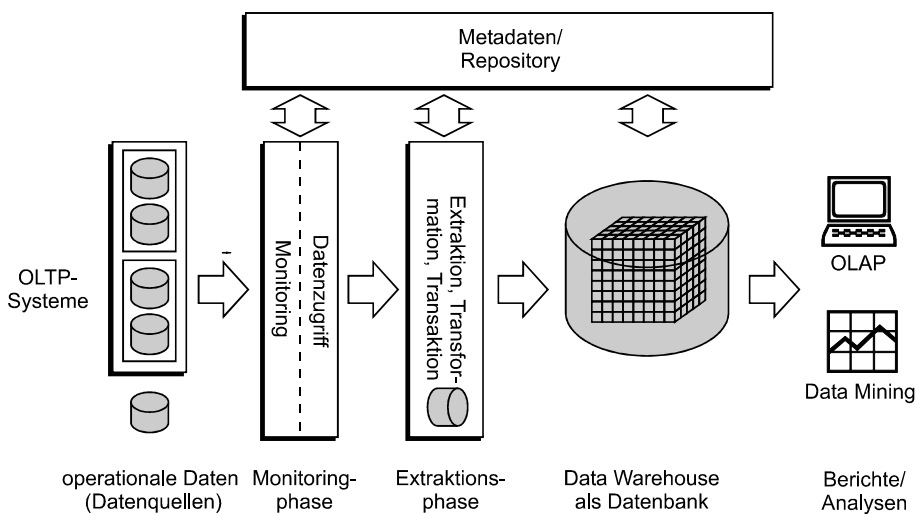 Metadaten/
Repository
OLTP-
Systeme
Monitoring
Datenzugriff
Extraktion, Transfor-
mation, Transaktion
OLAP
Data Mining
operationale Daten
(Datenquellen)
Monitoring-
phase
Extraktions-
phase
Data Warehouse
als Datenbank
Berichte/
Analysen